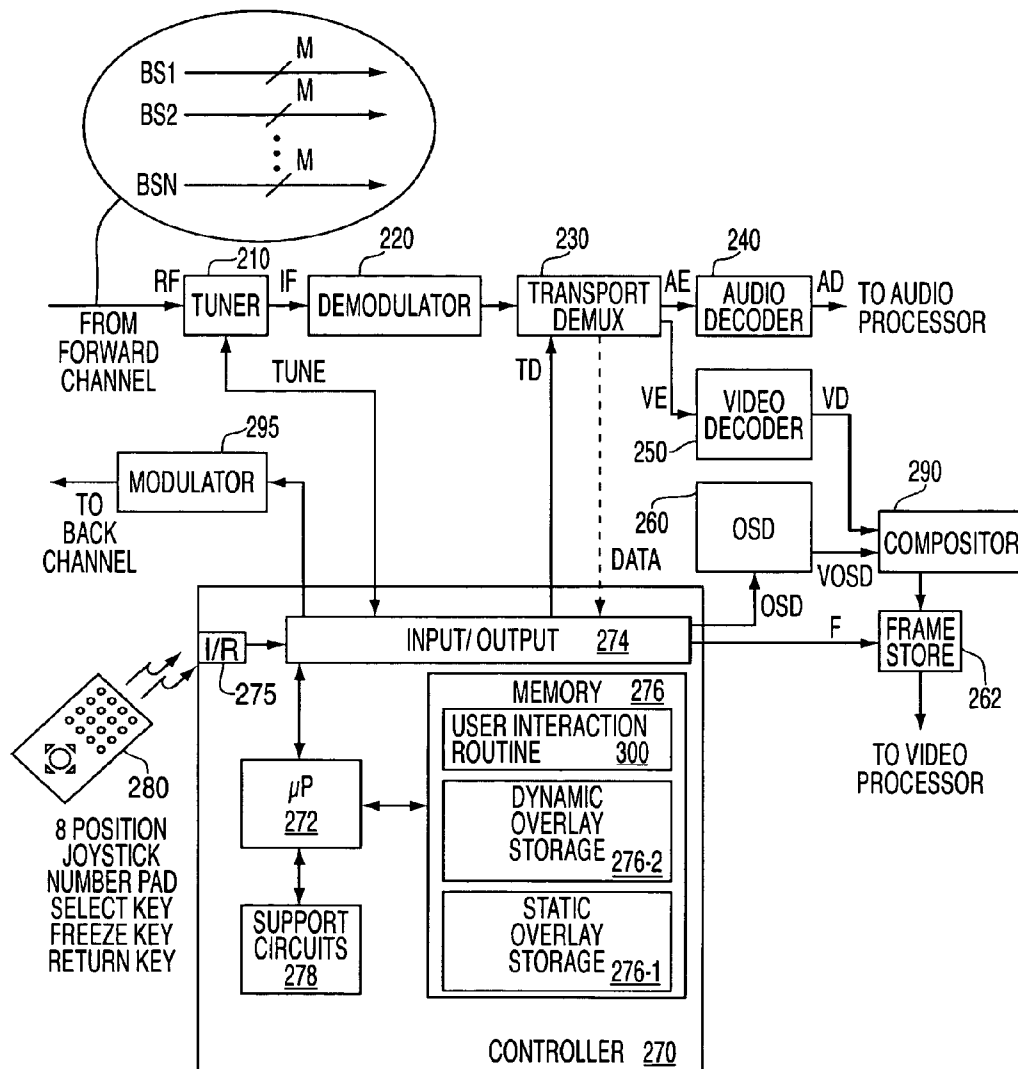 BS1
M
BS2
M
BSN
M
210
220
230
240
RF
TUNER
IF
DEMODULATOR
TRANSPORT
DEMUX
AE
AUDIO
DECODER
AD
TO AUDIO
PROCESSOR
FROM
FORWARD
CHANNEL
TUNE
TD
VE
VIDEO
DECODER
250
VD
295
MODULATOR
TO
BACK
CHANNEL
260
OSD
290
COMPOSITOR
VOSD
DATA
OSD
F
FRAME
STORE
262
TO VIDEO
PROCESSOR
I/R
275
INPUT/ OUTPUT 274
MEMORY 276
USER INTERACTION
ROUTINE 300
280
8 POSITION
JOYSTICK
NUMBER PAD
SELECT KEY
FREEZE KEY
RETURN KEY
µP
272
DYNAMIC
OVERLAY
STORAGE
276-2
SUPPORT
CIRCUITS
278
STATIC
OVERLAY
STORAGE
276-1
CONTROLLER 270